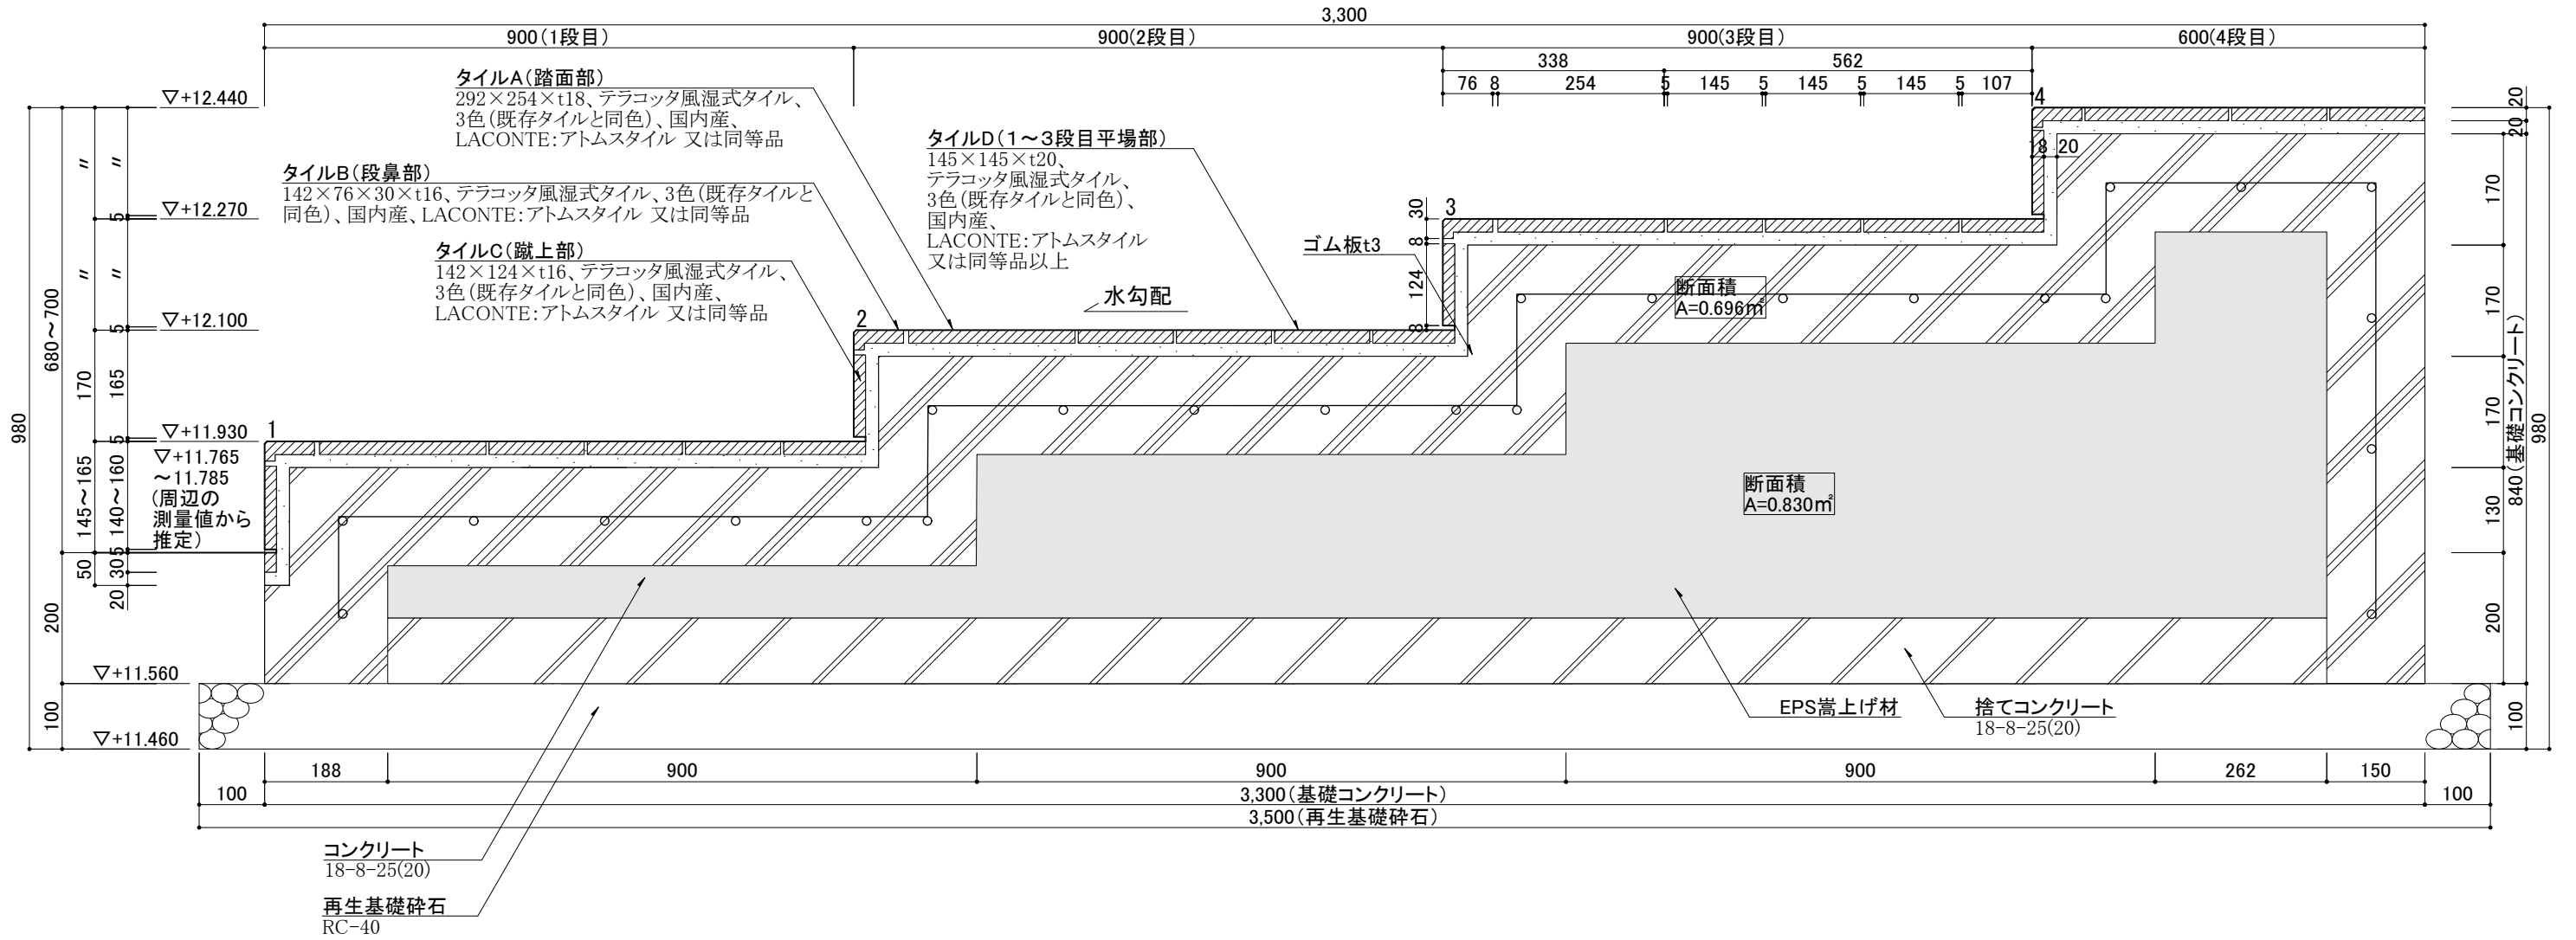 3,300
900(1段目)
900(2段目)
900(3段目)
600(4段目)
338
562
76
8
254
5
145
5
145
5
145
5
107
タイルA(踏面部)
292×254×t18、テラコッタ風湿式タイル、
3色(既存タイルと同色)、国内産、
LACONTE:アトムスタイル 又は同等品
タイルB(段鼻部)
142×76×30×t16、テラコッタ風湿式タイル、3色(既存タイルと
同色)、国内産、LACONTE:アトムスタイル 又は同等品
タイルC(蹴上部)
142×124×t16、テラコッタ風湿式タイル、
3色(既存タイルと同色)、国内産、
LACONTE:アトムスタイル 又は同等品
タイルD(1~3段目平場部)
145×145×t20、
テラコッタ風湿式タイル、
3色(既存タイルと同色)、
国内産、
LACONTE:アトムスタイル
又は同等品以上
水勾配
ゴム板t3
1
2
3
4
18
20
30
8
124
8
断面積
A=0.696㎡
断面積
A=0.830㎡
▽+12.440
▽+12.270
▽+12.100
▽+11.930
▽+11.765
~11.785
(周辺の
測量値から
推定)
▽+11.560
▽+11.460
980
680~700
200
100
〃
〃
170
145~165
50
〃
5
〃
5
165
5
140~160
5
30
20
20
20
170
170
170
130
200
840(基礎コンクリート)
100
980
EPS嵩上げ材
捨てコンクリート
18-8-25(20)
188
900
900
900
262
150
100
3,300(基礎コンクリート)
100
3,500(再生基礎砕石)
コンクリート
18-8-25(20)
再生基礎砕石
RC-40